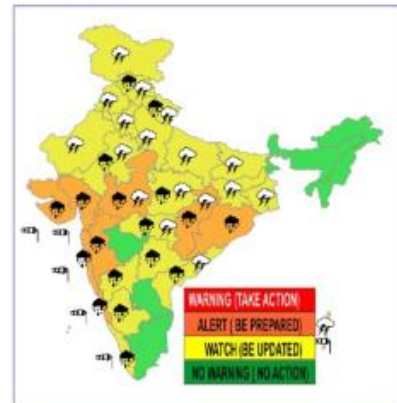 WARNING (TAKE ACTION)
ALERT ( BE PREPARED)
WATCH (BE UPDATED)
NO WARNING ( NO ACTION)